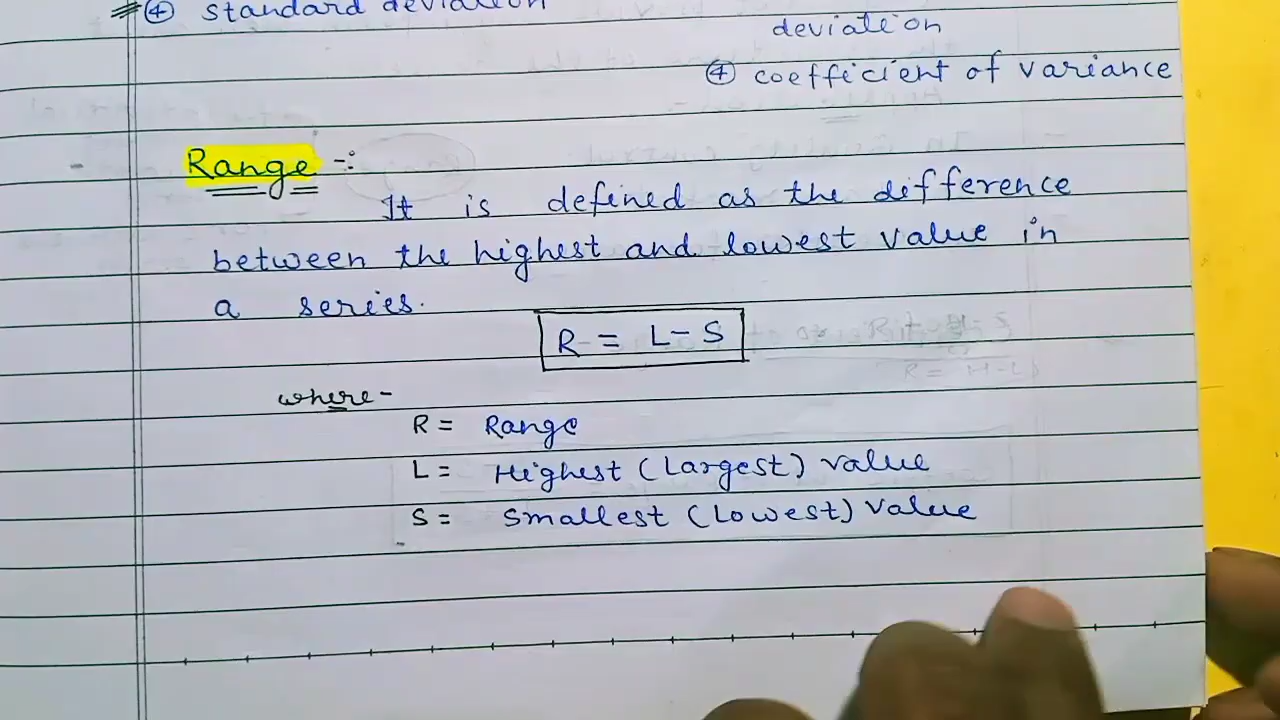 ④ standard deviation
deviation
④ coefficient of variance
Range -:
It is defined as the difference
between the highest and lowest value in
a series.
R = L - S
where -
R = Range
L = Highest (Largest) value
S = Smallest (Lowest) value